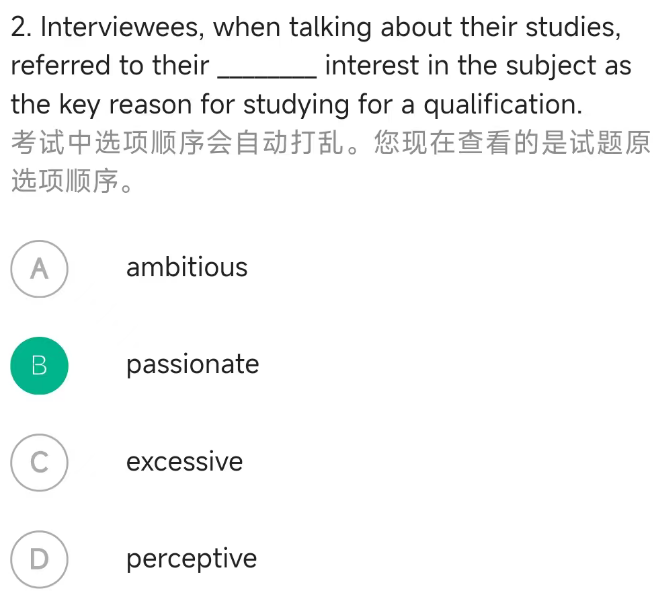 2. Interviewees, when talking about their studies,
referred to their ________ interest in the subject as
the key reason for studying for a qualification.
考试中选项顺序会自动打乱。您现在查看的是试题原
选项顺序。
A ambitious
B passionate
C excessive
D perceptive